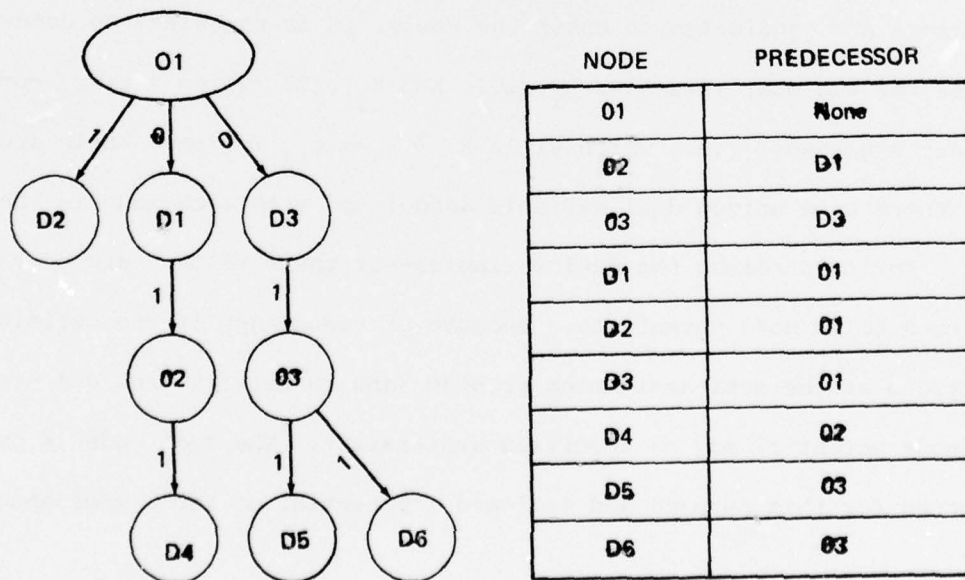 O1
1 0 0
D2 D1 D3
1 1
O2 O3
1 1 1
D4 D5 D6
NODE PREDECESSOR
O1 None
O2 D1
O3 D3
D1 O1
D2 O1
D3 O1
D4 O2
D5 O3
D6 O3